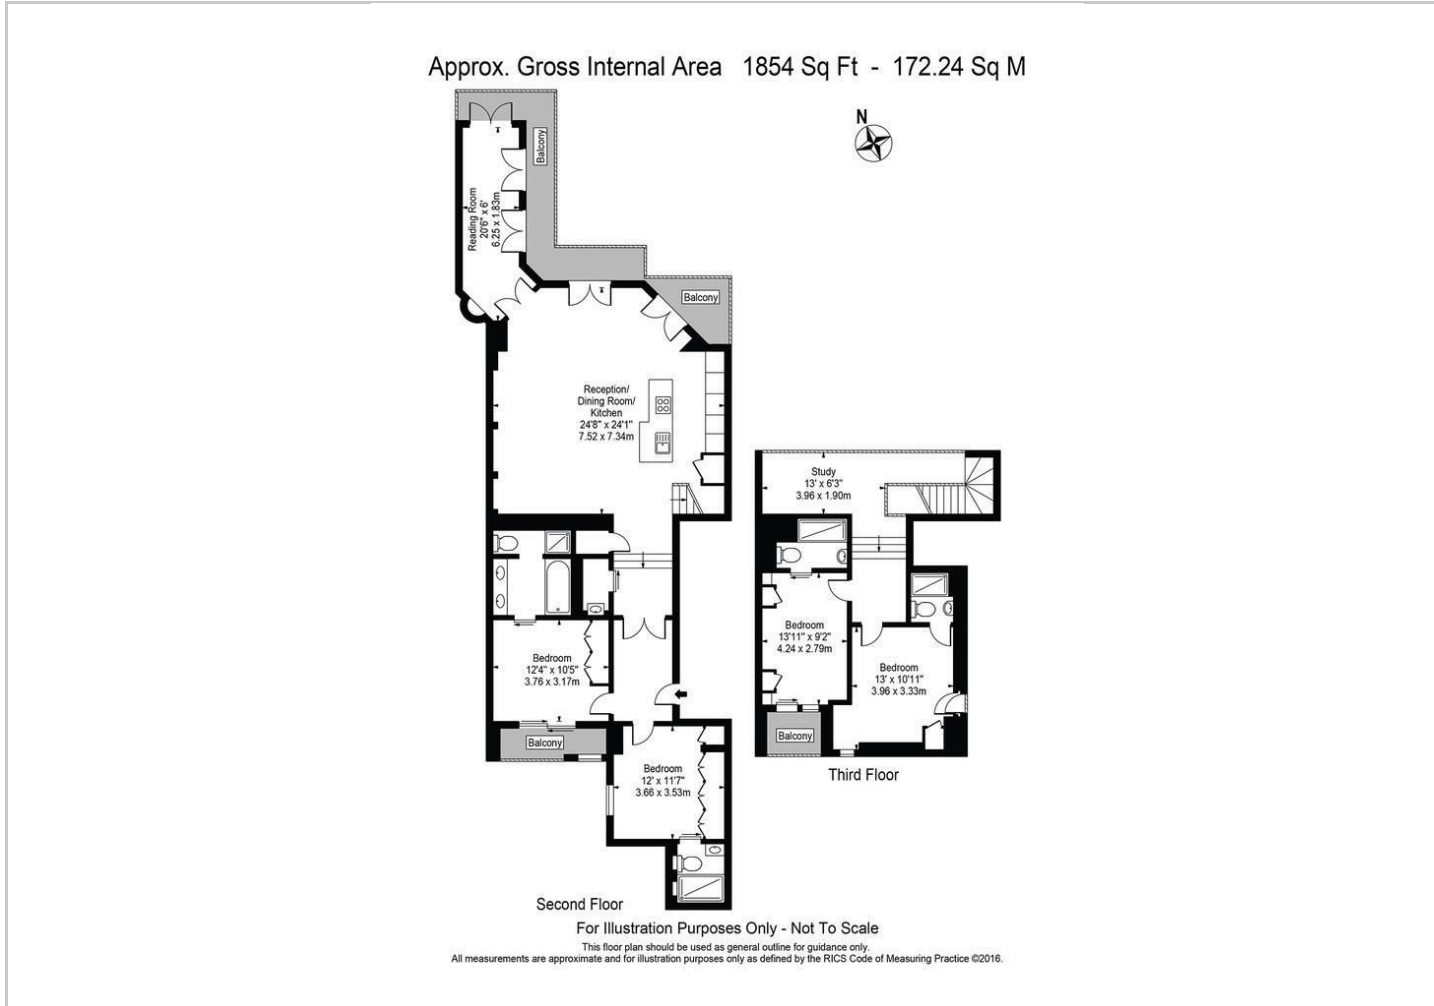 Approx. Gross Internal Area 1854 Sq Ft - 172.24 Sq M
N
Balcony
Reading Room
20'6" x 6'
6.25 x 1.83m
Balcony
Reception/
Dining Room/
Kitchen
24'8" x 24'1"
7.52 x 7.34m
Study
13' x 6'3"
3.96 x 1.90m
Bedroom
12'4" x 10'5"
3.76 x 3.17m
Bedroom
13'11" x 9'2"
4.24 x 2.79m
Bedroom
13' x 10'11"
3.96 x 3.33m
Balcony
Balcony
Bedroom
12' x 11'7"
3.66 x 3.53m
Third Floor
Second Floor
For Illustration Purposes Only - Not To Scale
This floor plan should be used as general outline for guidance only.
All measurements are approximate and for illustration purposes only as defined by the RICS Code of Measuring Practice ©2016.